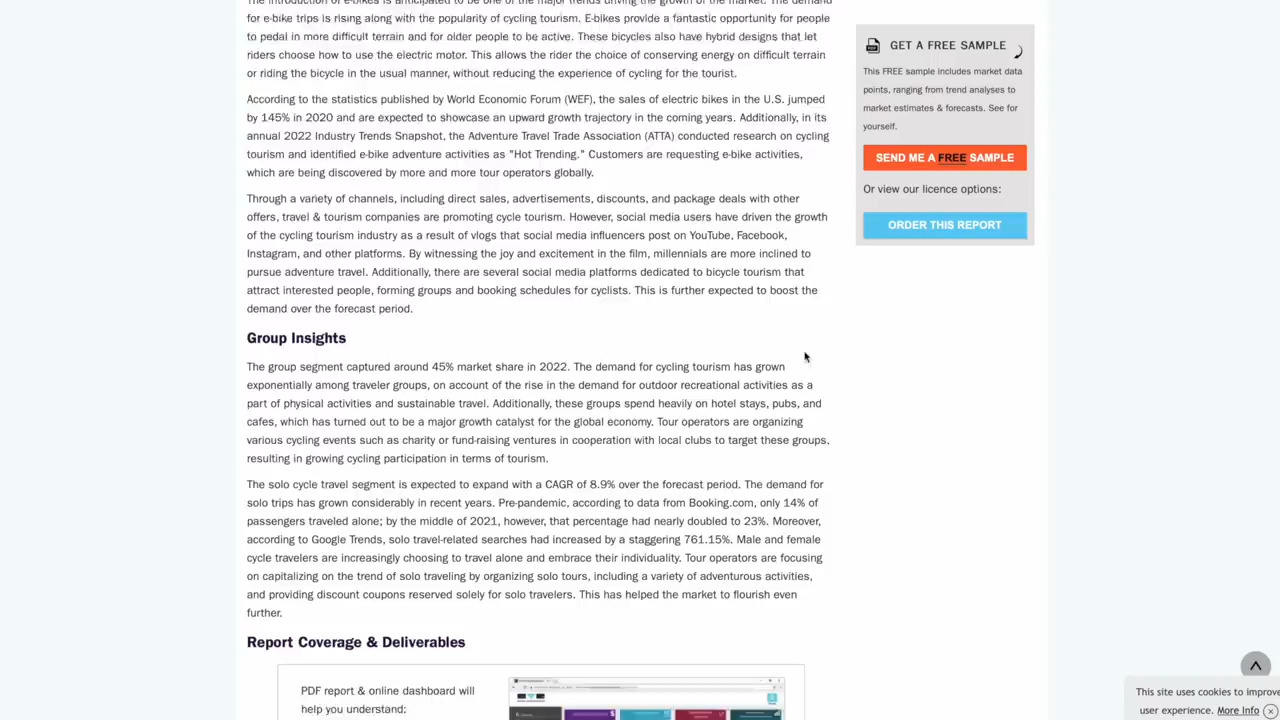 The introduction of e-bikes is anticipated to be one of the major trends driving the growth of the market. The demand
for e-bike trips is rising along with the popularity of cycling tourism. E-bikes provide a fantastic opportunity for people
to pedal in more difficult terrain and for older people to be active. These bicycles also have hybrid designs that let
riders choose how to use the electric motor. This allows the rider the choice of conserving energy on difficult terrain
or riding the bicycle in the usual manner, without reducing the experience of cycling for the tourist.
According to the statistics published by World Economic Forum (WEF), the sales of electric bikes in the U.S. jumped
by 145% in 2020 and are expected to showcase an upward growth trajectory in the coming years. Additionally, in its
annual 2022 Industry Trends Snapshot, the Adventure Travel Trade Association (ATTA) conducted research on cycling
tourism and identified e-bike adventure activities as "Hot Trending." Customers are requesting e-bike activities,
which are being discovered by more and more tour operators globally.
Through a variety of channels, including direct sales, advertisements, discounts, and package deals with other
offers, travel & tourism companies are promoting cycle tourism. However, social media users have driven the growth
of the cycling tourism industry as a result of vlogs that social media influencers post on YouTube, Facebook,
Instagram, and other platforms. By witnessing the joy and excitement in the film, millennials are more inclined to
pursue adventure travel. Additionally, there are several social media platforms dedicated to bicycle tourism that
attract interested people, forming groups and booking schedules for cyclists. This is further expected to boost the
demand over the forecast period.
Group Insights
The group segment captured around 45% market share in 2022. The demand for cycling tourism has grown
exponentially among traveler groups, on account of the rise in the demand for outdoor recreational activities as a
part of physical activities and sustainable travel. Additionally, these groups spend heavily on hotel stays, pubs, and
cafes, which has turned out to be a major growth catalyst for the global economy. Tour operators are organizing
various cycling events such as charity or fund-raising ventures in cooperation with local clubs to target these groups,
resulting in growing cycling participation in terms of tourism.
The solo cycle travel segment is expected to expand with a CAGR of 8.9% over the forecast period. The demand for
solo trips has grown considerably in recent years. Pre-pandemic, according to data from Booking.com, only 14% of
passengers traveled alone; by the middle of 2021, however, that percentage had nearly doubled to 23%. Moreover,
according to Google Trends, solo travel-related searches had increased by a staggering 761.15%. Male and female
cycle travelers are increasingly choosing to travel alone and embrace their individuality. Tour operators are focusing
on capitalizing on the trend of solo traveling by organizing solo tours, including a variety of adventurous activities,
and providing discount coupons reserved solely for solo travelers. This has helped the market to flourish even
further.
Report Coverage & Deliverables
PDF report & online dashboard will
help you understand:
GET A FREE SAMPLE
This FREE sample includes market data
points, ranging from trend analyses to
market estimates & forecasts. See for
yourself.
SEND ME A FREE SAMPLE
Or view our licence options:
ORDER THIS REPORT
This site uses cookies to improve
user experience. More Info